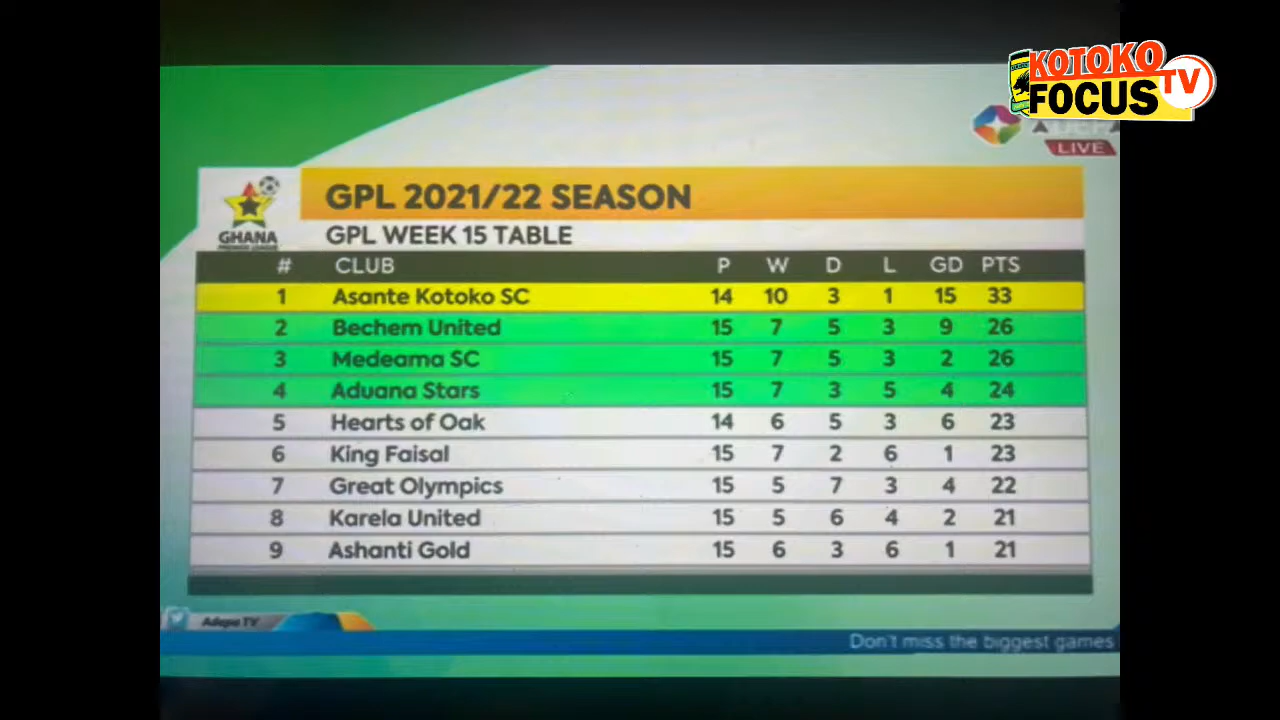 KOTOKO
FOCUS TV
LIVE
GPL 2021/22 SEASON
GHANA
PREMIER LEAGUE
GPL WEEK 15 TABLE
# CLUB P W D L GD PTS
1 Asante Kotoko SC 14 10 3 1 15 33
2 Bechem United 15 7 5 3 9 26
3 Medeama SC 15 7 5 3 2 26
4 Aduana Stars 15 7 3 5 4 24
5 Hearts of Oak 14 6 5 3 6 23
6 King Faisal 15 7 2 6 1 23
7 Great Olympics 15 5 7 3 4 22
8 Karela United 15 5 6 4 2 21
9 Ashanti Gold 15 6 3 6 1 21
Adepa TV
Don't miss the biggest games